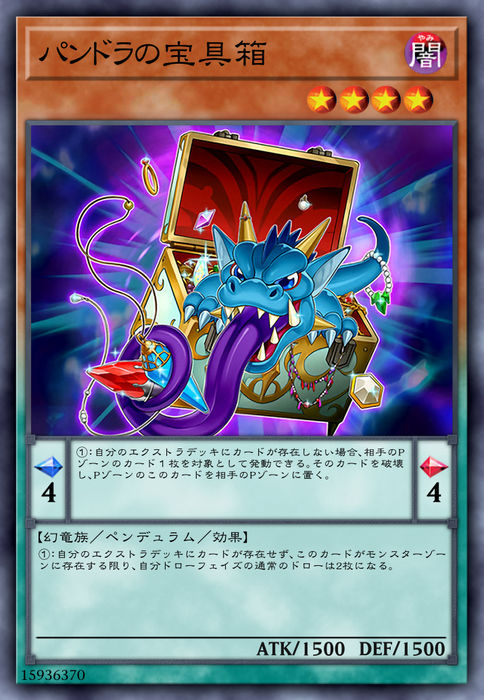 パンドラの宝具箱
やみ
闇
①:自分のエクストラデッキにカードが存在しない場合、相手のP
ゾーンのカード1枚を対象として発動できる。そのカードを破壊
し、Pゾーンのこのカードを相手のPゾーンに置く。
4
4
【幻竜族/ペンデュラム/効果】
①:自分のエクストラデッキにカードが存在せず、このカードがモンスターゾー
ンに存在する限り、自分ドローフェイズの通常のドローは2枚になる。
ATK/1500 DEF/1500
15936370